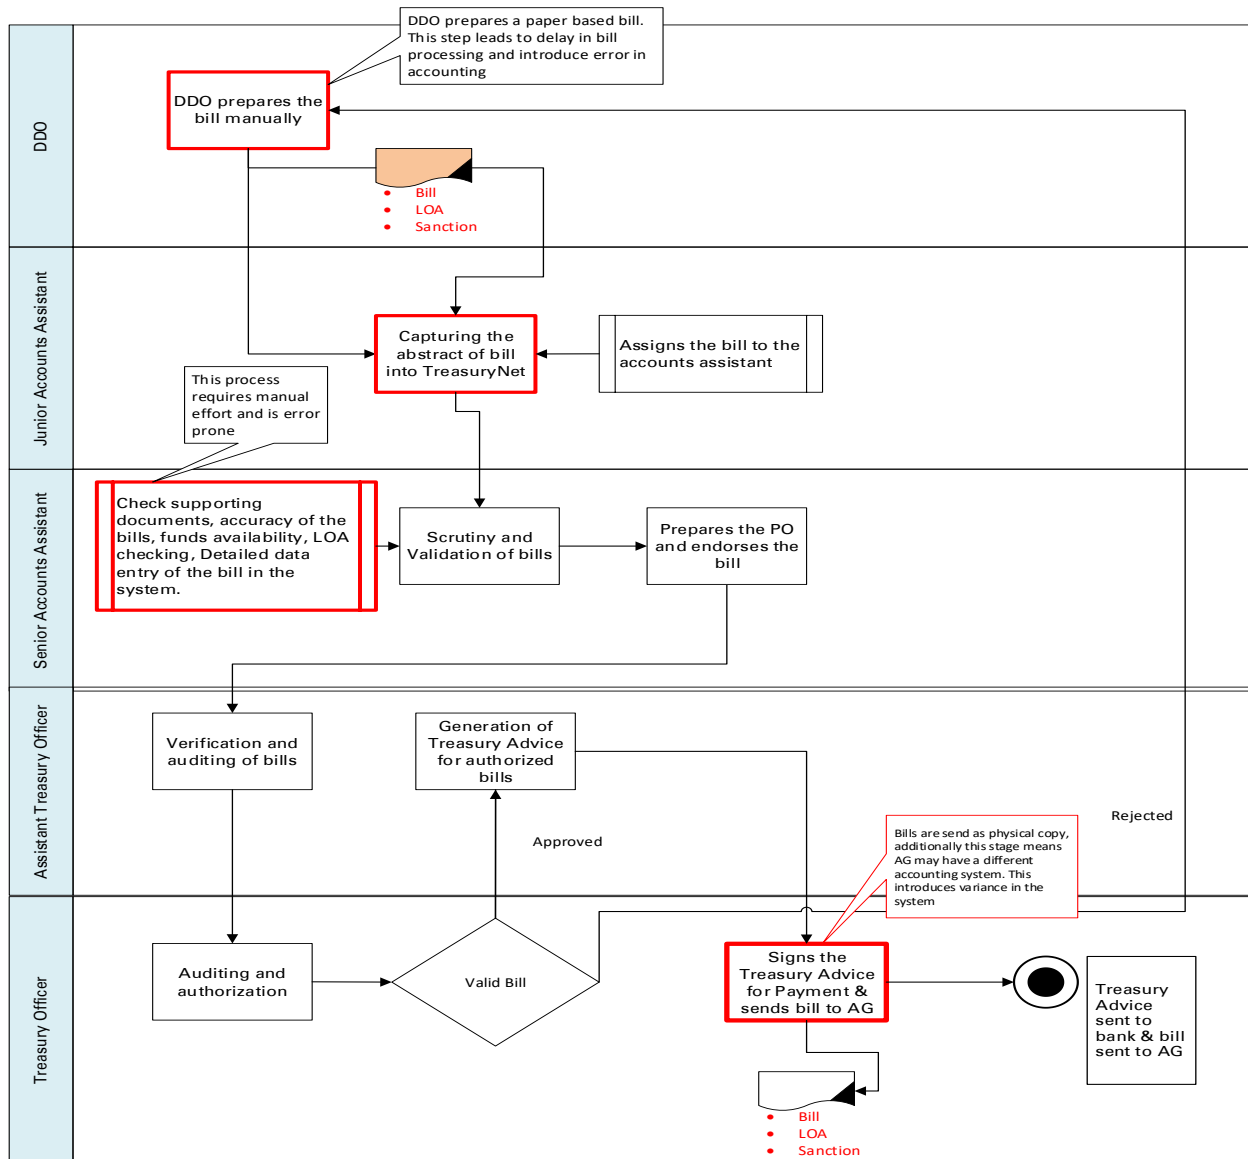 DDO prepares a paper based bill.
This step leads to delay in bill
processing and introduce error in
accounting
DDO
DDO prepares the
bill manually
• Bill
• LOA
• Sanction
Junior Accounts Assistant
Capturing the
abstract of bill
into TreasuryNet
Assigns the bill to the
accounts assistant
This process
requires manual
effort and is error
prone
Senior Accounts Assistant
Check supporting
documents, accuracy of the
bills, funds availability, LOA
checking, Detailed data
entry of the bill in the
system.
Scrutiny and
Validation of bills
Prepares the PO
and endorses the
bill
Assistant Treasury Officer
Verification and
auditing of bills
Generation of
Treasury Advice
for authorized
bills
Approved
Rejected
Bills are send as physical copy,
additionally this stage means
AG may have a different
accounting system. This
introduces variance in the
system
Treasury Officer
Auditing and
authorization
Valid Bill
Signs the
Treasury Advice
for Payment &
sends bill to AG
Treasury
Advice
sent to
bank & bill
sent to AG
• Bill
• LOA
• Sanction